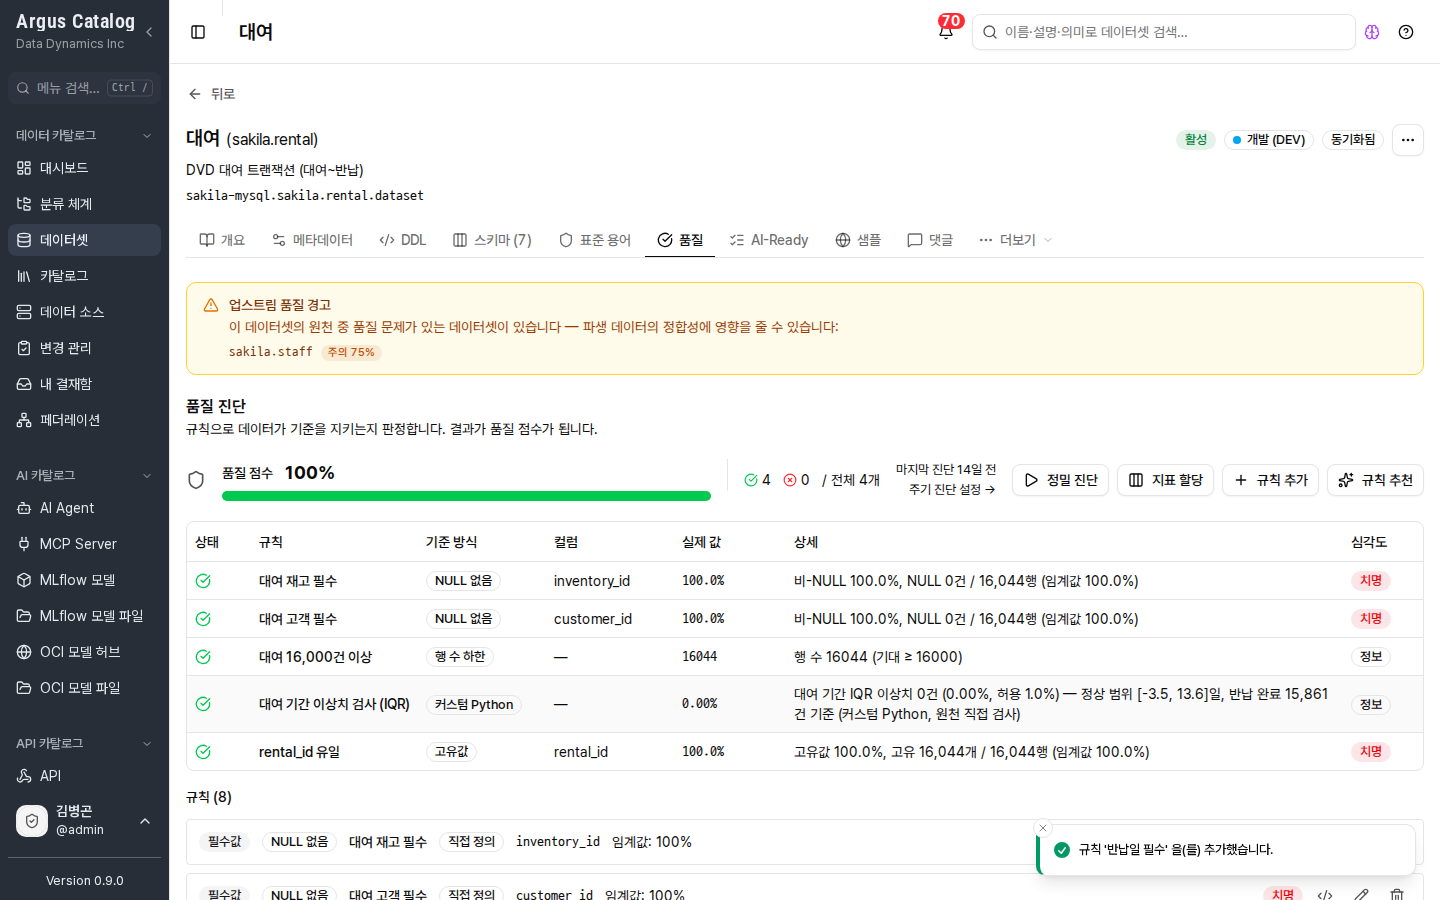 Argus Catalog
Data Dynamics Inc
메뉴 검색... Ctrl /
데이터 카탈로그
대시보드
분류 체계
데이터셋
카탈로그
데이터 소스
변경 관리
내 결재함
페더레이션
AI 카탈로그
AI Agent
MCP Server
MLflow 모델
MLflow 모델 파일
OCI 모델 허브
OCI 모델 파일
API 카탈로그
API
김병곤
@admin
Version 0.9.0
대여
70
이름·설명·의미로 데이터셋 검색...
뒤로
대여 (sakila.rental)
활성 개발 (DEV) 동기화됨
DVD 대여 트랜잭션 (대여~반납)
sakila-mysql.sakila.rental.dataset
개요 메타데이터 DDL 스키마 (7) 표준 용어 품질 AI-Ready 샘플 댓글 더보기
업스트림 품질 경고
이 데이터셋의 원천 중 품질 문제가 있는 데이터셋이 있습니다 — 파생 데이터의 정합성에 영향을 줄 수 있습니다:
sakila.staff 주의 75%
품질 진단
규칙으로 데이터가 기준을 지키는지 판정합니다. 결과가 품질 점수가 됩니다.
품질 점수 100%
4 0 / 전체 4개
마지막 진단 14일 전
주기 진단 설정 →
정밀 진단 지표 할당 규칙 추가 규칙 추천
상태 규칙 기준 방식 컬럼 실제 값 상세 심각도
대여 재고 필수 NULL 없음 inventory_id 100.0% 비-NULL 100.0%, NULL 0건 / 16,044행 (임계값 100.0%) 치명
대여 고객 필수 NULL 없음 customer_id 100.0% 비-NULL 100.0%, NULL 0건 / 16,044행 (임계값 100.0%) 치명
대여 16,000건 이상 행 수 하한 — 16044 행 수 16044 (기대 ≥ 16000) 정보
대여 기간 이상치 검사 (IQR) 커스텀 Python — 0.00% 대여 기간 IQR 이상치 0건 (0.00%, 허용 1.0%) — 정상 범위 [-3.5, 13.6]일, 반납 완료 15,861
건 기준 (커스텀 Python, 원천 직접 검사) 정보
rental_id 유일 고유값 rental_id 100.0% 고유값 100.0%, 고유 16,044개 / 16,044행 (임계값 100.0%) 치명
규칙 (8)
필수값 NULL 없음 대여 재고 필수 직접 정의 inventory_id 임계값: 100%
규칙 '반납일 필수' 을(를) 추가했습니다.
필수값 NULL 없음 대여 고객 필수 직접 정의 customer_id 임계값: 100% 치명